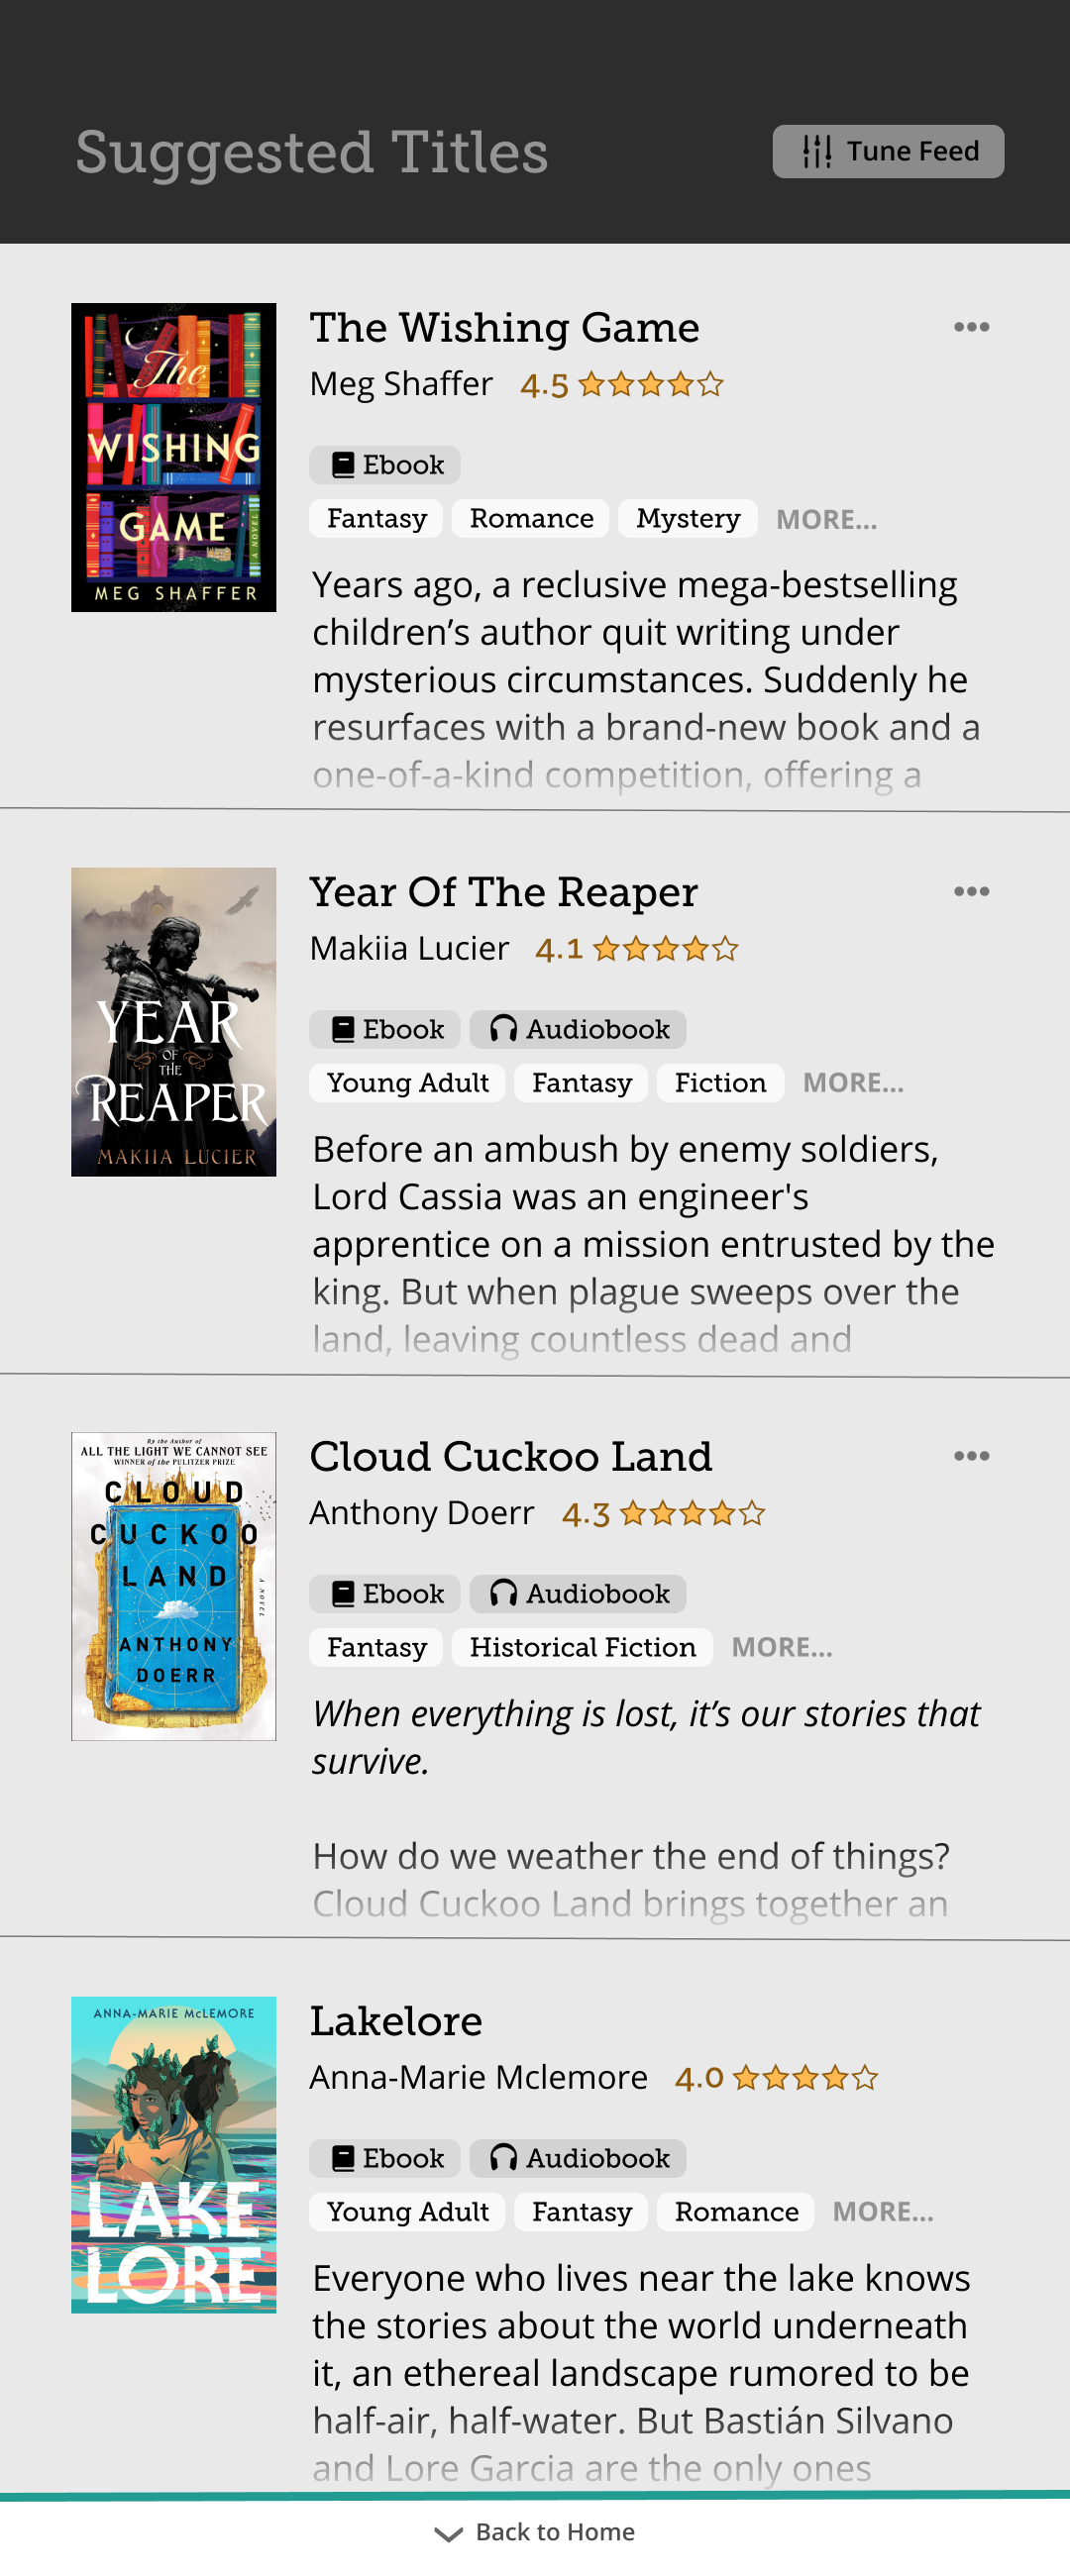 Suggested Titles
Tune Feed
The
WISHING
GAME
A NOVEL
MEG SHAFFER
The Wishing Game
Meg Shaffer 4.5
Ebook
Fantasy Romance Mystery MORE...
Years ago, a reclusive mega-bestselling
children’s author quit writing under
mysterious circumstances. Suddenly he
resurfaces with a brand-new book and a
one-of-a-kind competition, offering a
YEAR
OF
THE
REAPER
MAKIIA LUCIER
Year Of The Reaper
Makiia Lucier 4.1
Ebook Audiobook
Young Adult Fantasy Fiction MORE...
Before an ambush by enemy soldiers,
Lord Cassia was an engineer's
apprentice on a mission entrusted by the
king. But when plague sweeps over the
land, leaving countless dead and
By the Author of
ALL THE LIGHT WE CANNOT SEE
WINNER of the PULITZER PRIZE
CLOUD
CUCKOO
LAND
A NOVEL
ANTHONY
DOERR
Cloud Cuckoo Land
Anthony Doerr 4.3
Ebook Audiobook
Fantasy Historical Fiction MORE...
When everything is lost, it’s our stories that
survive.
How do we weather the end of things?
Cloud Cuckoo Land brings together an
ANNA-MARIE McLEMORE
LAKE
LORE
Lakelore
Anna-Marie Mclemore 4.0
Ebook Audiobook
Young Adult Fantasy Romance MORE...
Everyone who lives near the lake knows
the stories about the world underneath
it, an ethereal landscape rumored to be
half-air, half-water. But Bastián Silvano
and Lore Garcia are the only ones
Back to Home